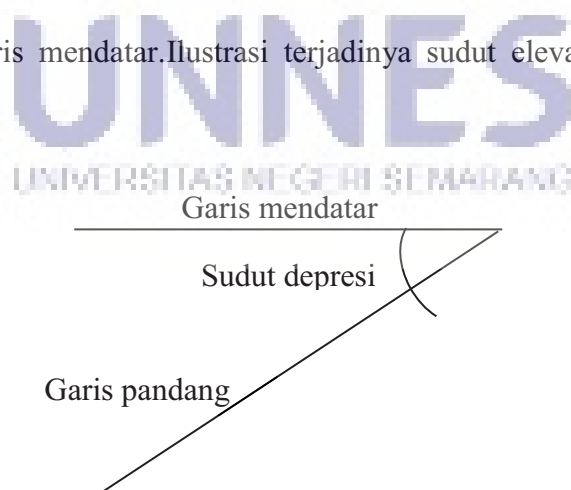 ris mendatar.Ilustrasi terjadinya sudut eleva
UNNES
UNIVERSITAS NEGERI SEMARANG
Garis mendatar
Sudut depresi
Garis pandang